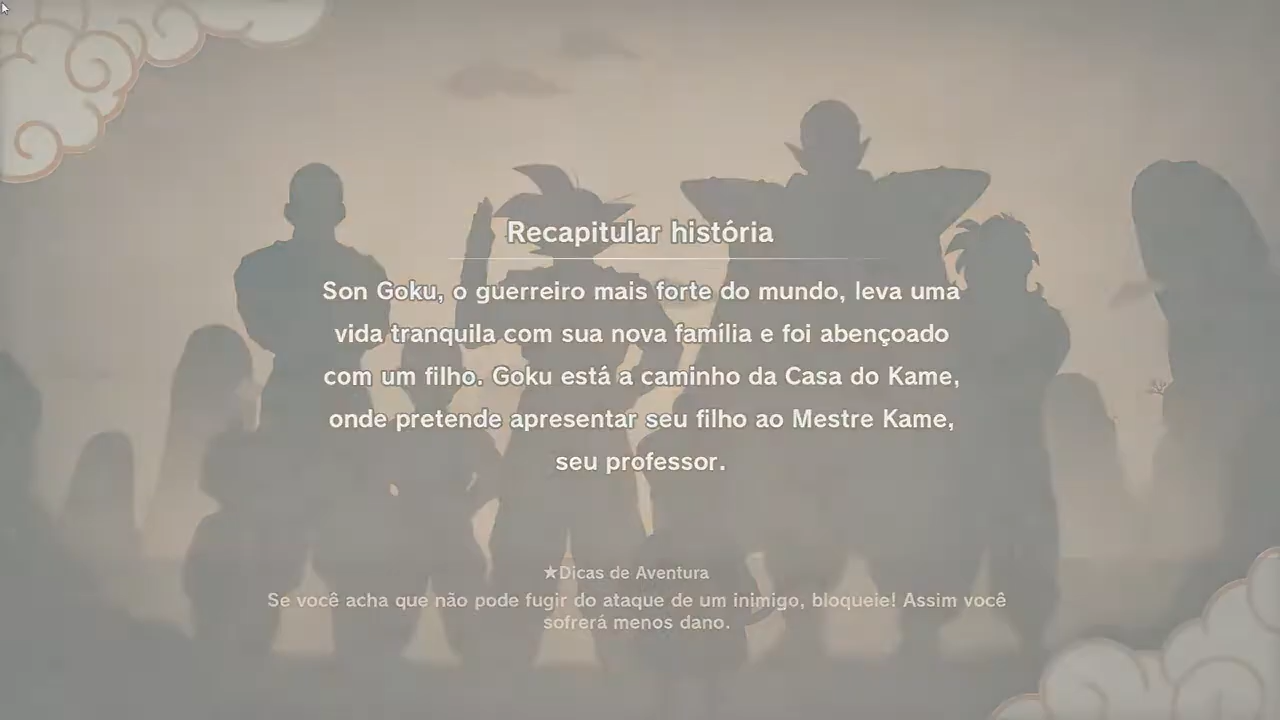 Recapitular história
Son Goku, o guerreiro mais forte do mundo, leva uma
vida tranquila com sua nova família e foi abençoado
com um filho. Goku está a caminho da Casa do Kame,
onde pretende apresentar seu filho ao Mestre Kame,
seu professor.
★Dicas de Aventura
Se você acha que não pode fugir do ataque de um inimigo, bloqueie! Assim você
sofrerá menos dano.